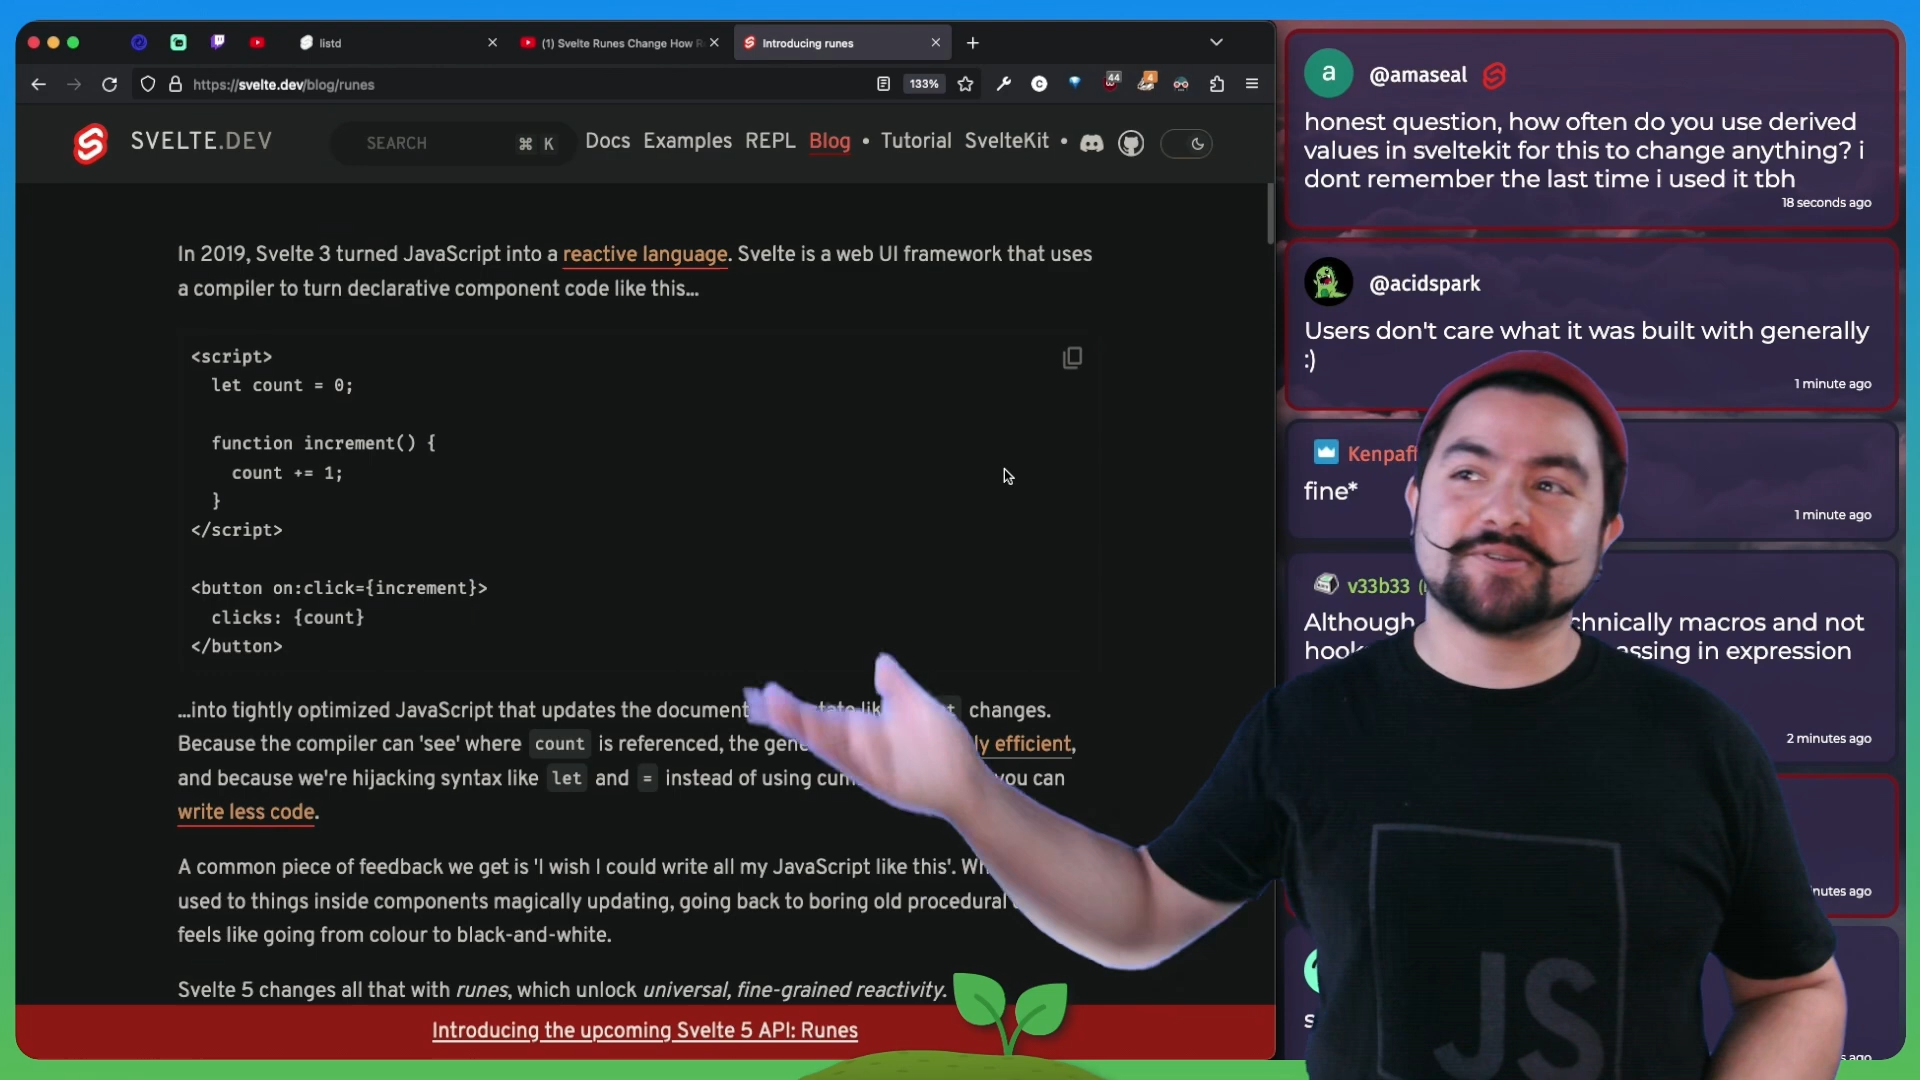 listd
(1) Svelte Runes Change How R
Introducing runes
https://svelte.dev/blog/runes
133%
44
4
SVELTE.DEV
SEARCH ⌘ K
Docs Examples REPL Blog • Tutorial SvelteKit •
In 2019, Svelte 3 turned JavaScript into a reactive language. Svelte is a web UI framework that uses
a compiler to turn declarative component code like this...
<script>
let count = 0;
function increment() {
count += 1;
}
</script>
<button on:click={increment}>
clicks: {count}
</button>
...into tightly optimized JavaScript that updates the document changes.
Because the compiler can 'see' where count is referenced, the efficient,
and because we're hijacking syntax like let and = instead of using you can
write less code.
A common piece of feedback we get is 'I wish I could write all my JavaScript like this'.
used to things inside components magically updating, going back to boring old procedural
feels like going from colour to black-and-white.
Svelte 5 changes all that with runes, which unlock universal, fine-grained reactivity.
Introducing the upcoming Svelte 5 API: Runes
a
@amaseal
honest question, how often do you use derived
values in sveltekit for this to change anything? i
dont remember the last time i used it tbh
18 seconds ago
@acidspark
Users don't care what it was built with generally
:)
1 minute ago
Kenpaf
fine*
1 minute ago
v33b33
Although chnically macros and not
hook assing in expression
2 minutes ago
nutes ago
s
ago
JS